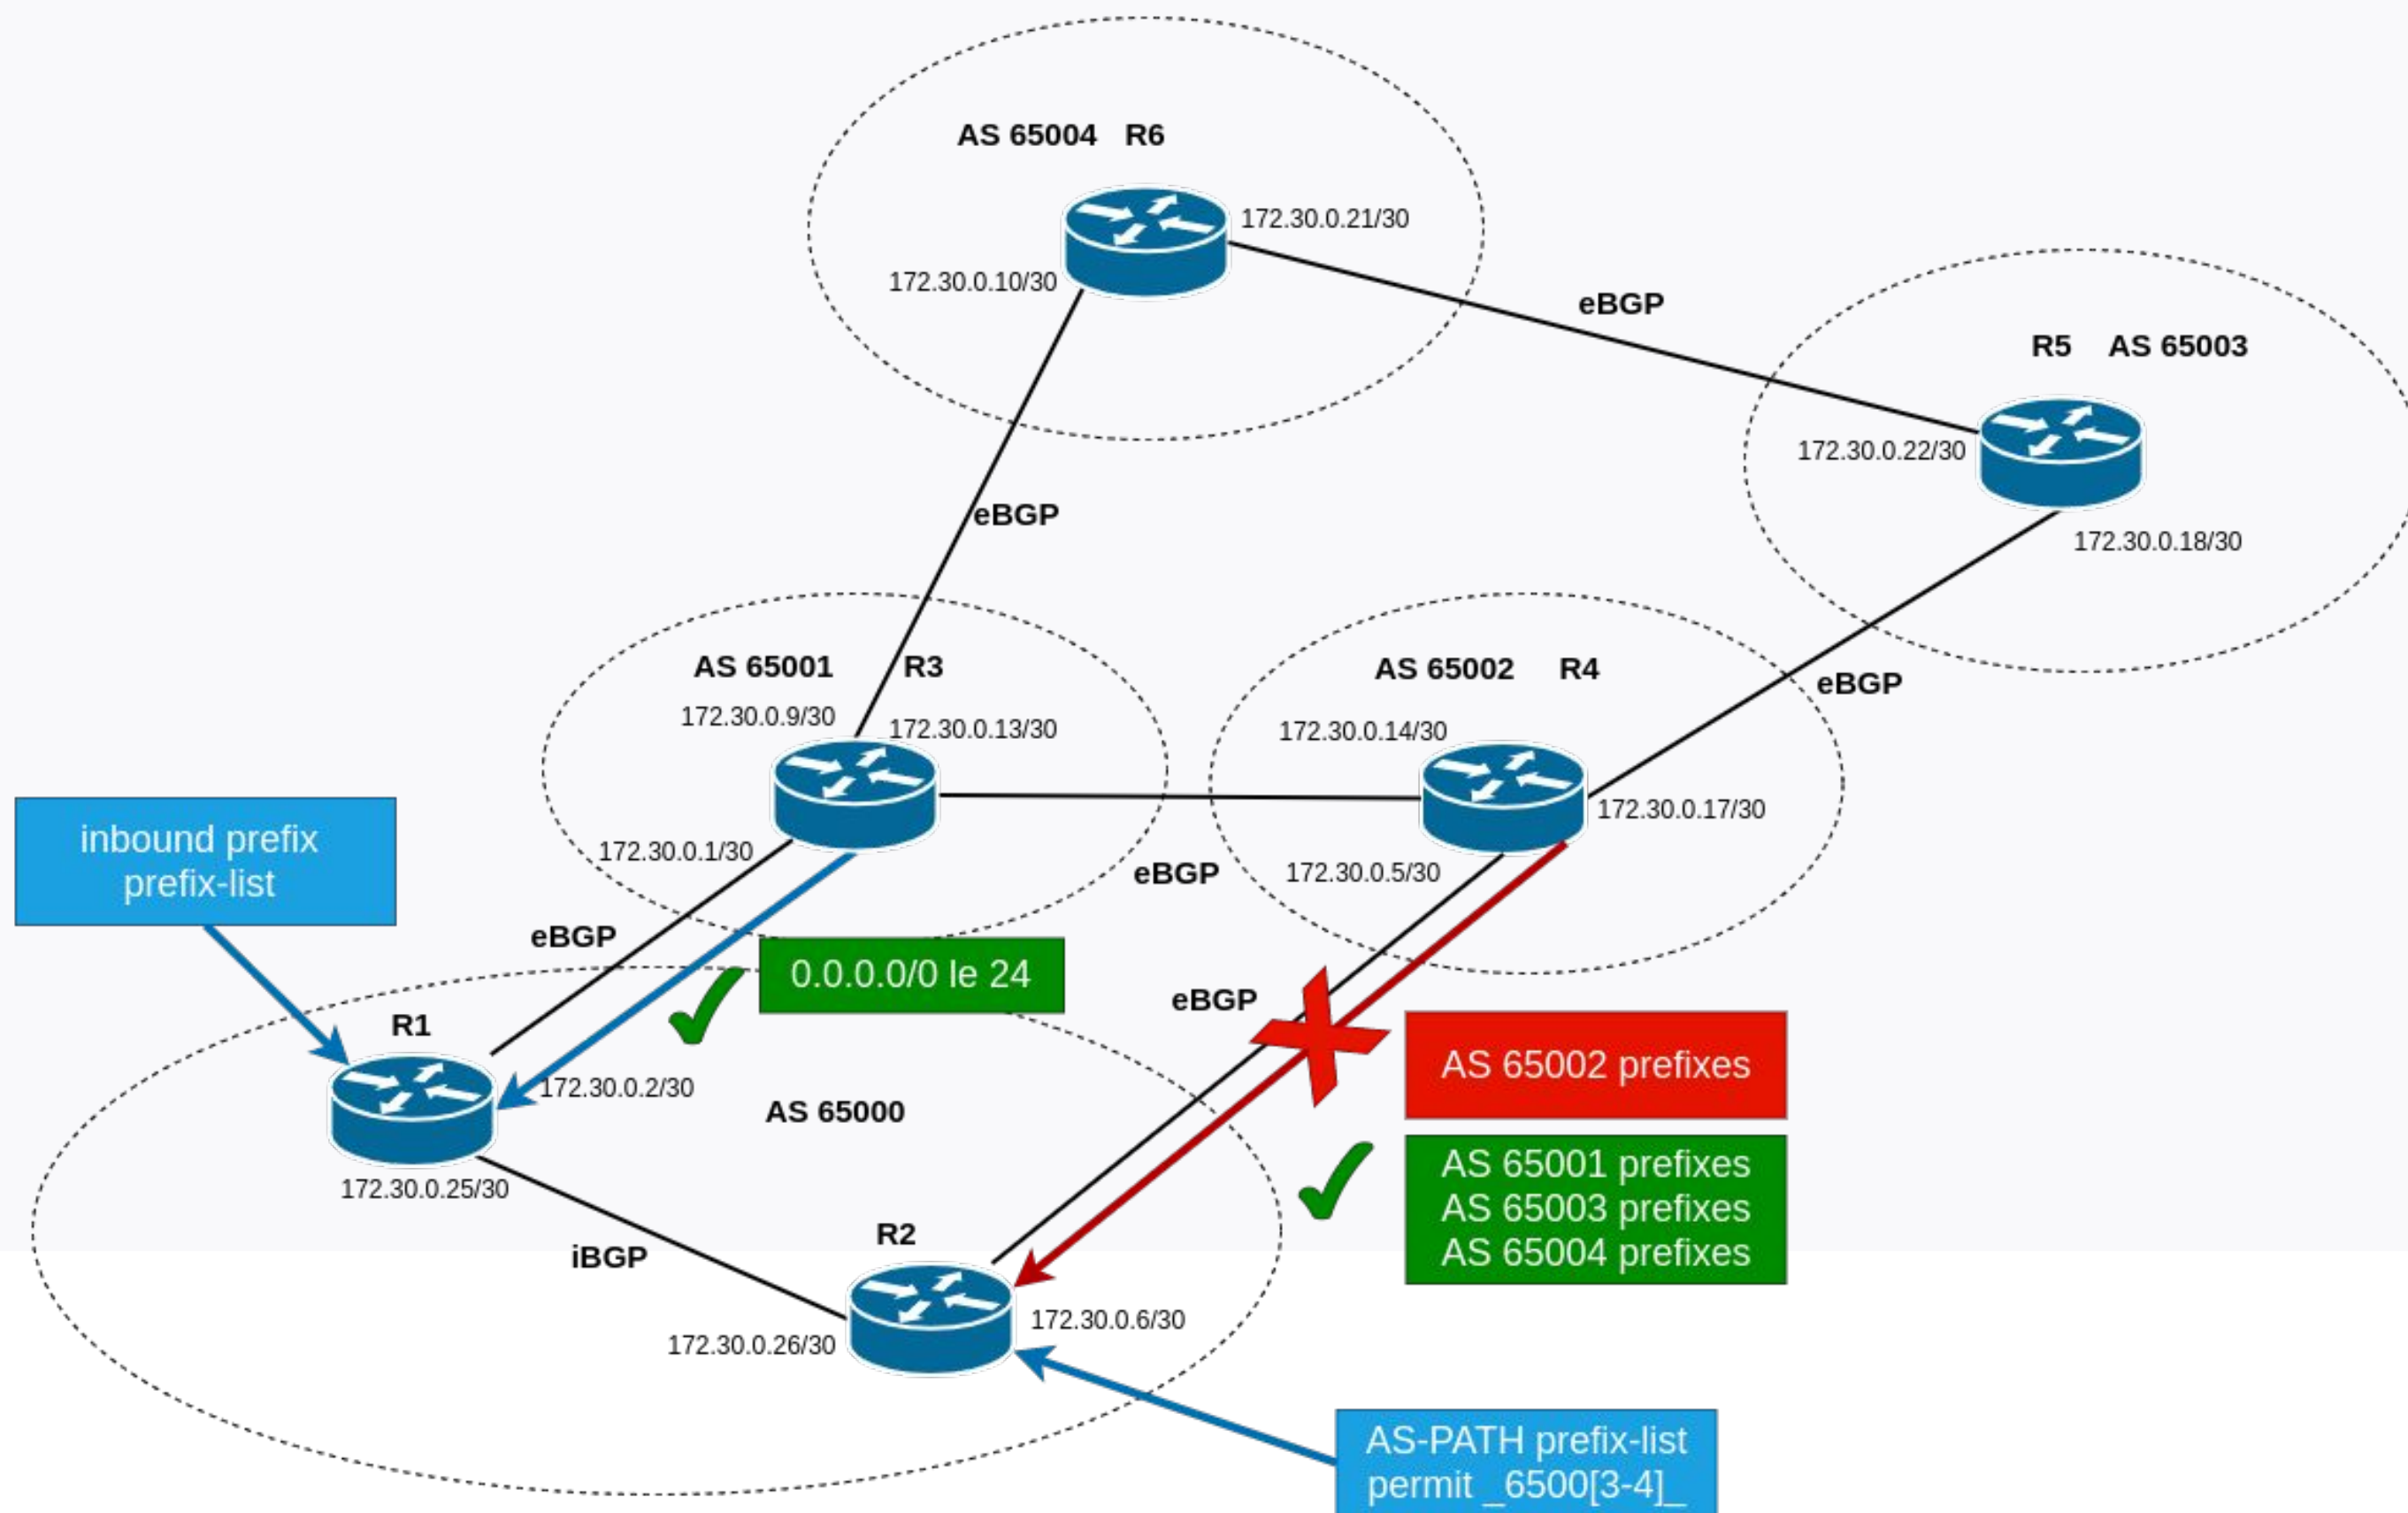 AS 65004 R6
172.30.0.21/30
172.30.0.10/30
eBGP
R5 AS 65003
172.30.0.22/30
172.30.0.18/30
eBGP
eBGP
AS 65001 R3
172.30.0.9/30
172.30.0.13/30
AS 65002 R4
172.30.0.14/30
172.30.0.17/30
172.30.0.1/30
172.30.0.5/30
eBGP
inbound prefix
prefix-list
eBGP
0.0.0.0/0 le 24
eBGP
R1
172.30.0.2/30
AS 65000
172.30.0.25/30
AS 65002 prefixes
AS 65001 prefixes
AS 65003 prefixes
AS 65004 prefixes
iBGP
R2
172.30.0.6/30
172.30.0.26/30
AS-PATH prefix-list
permit _6500[3-4]_